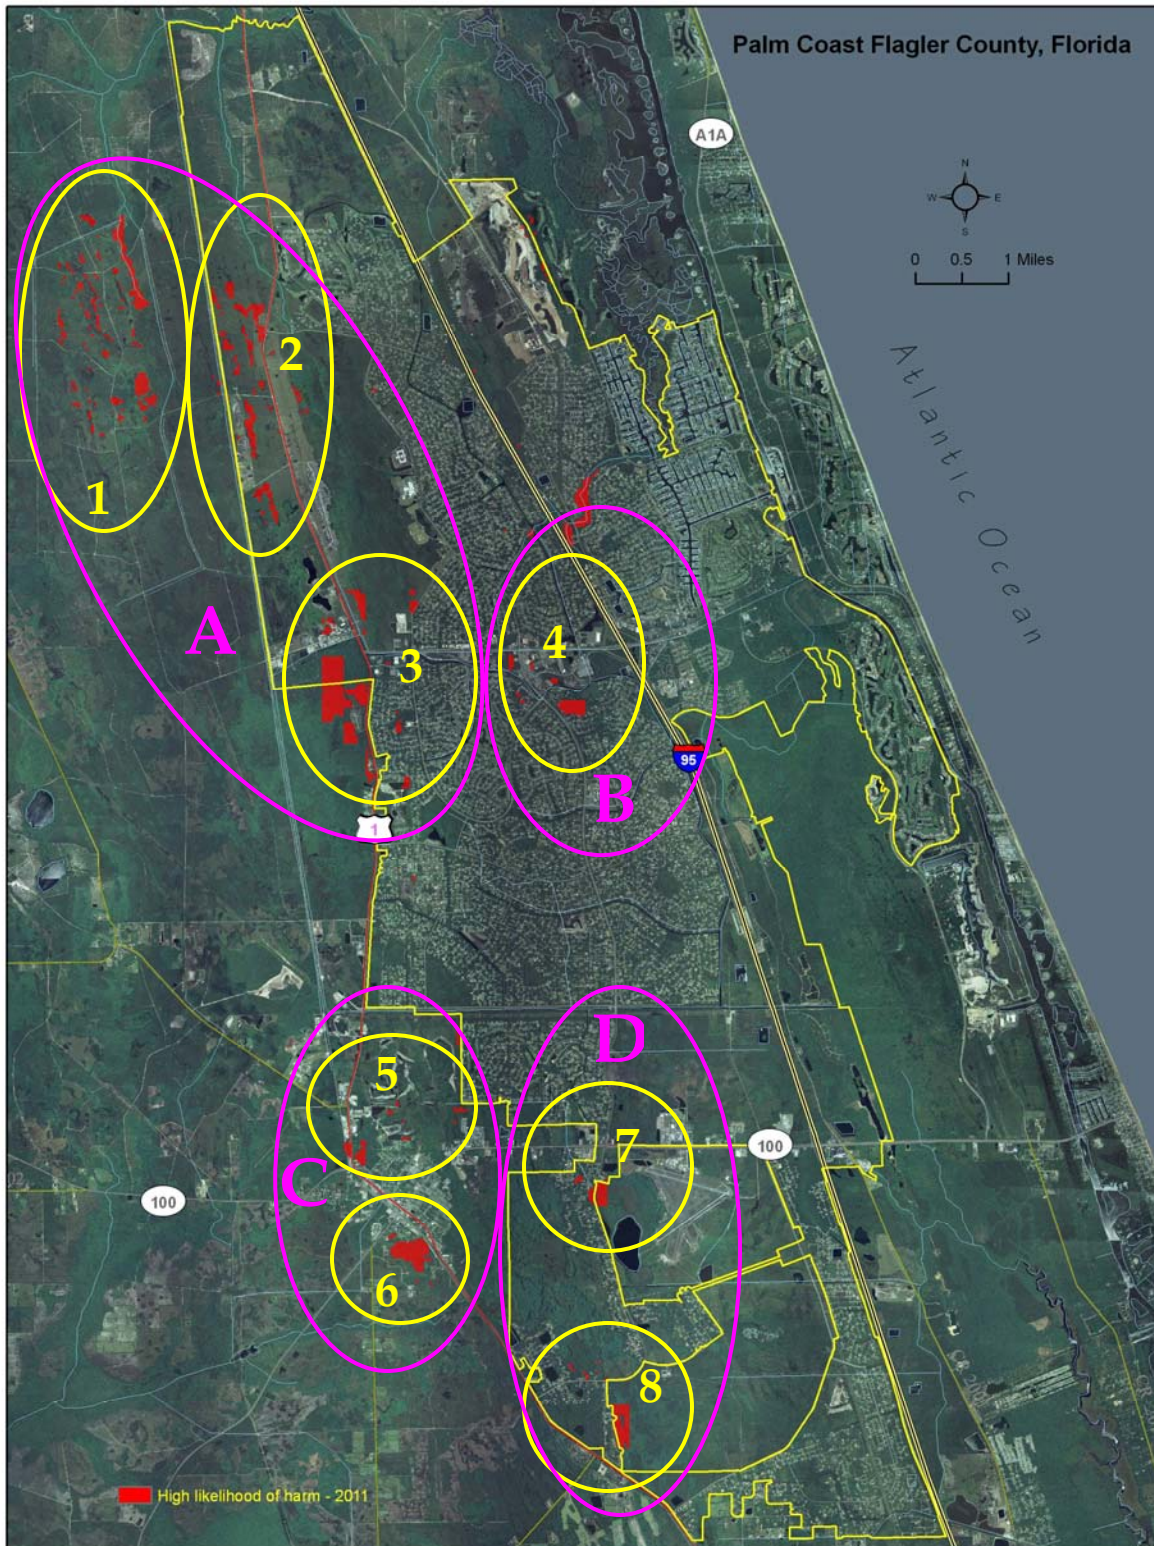 Palm Coast Flagler County, Florida
A1A
N
W E
S
0 0.5 1 Miles
Atlantic Ocean
2
1
A
3
4
B
95
1
D
5
7
100
C
100
6
8
High likelihood of harm - 2011